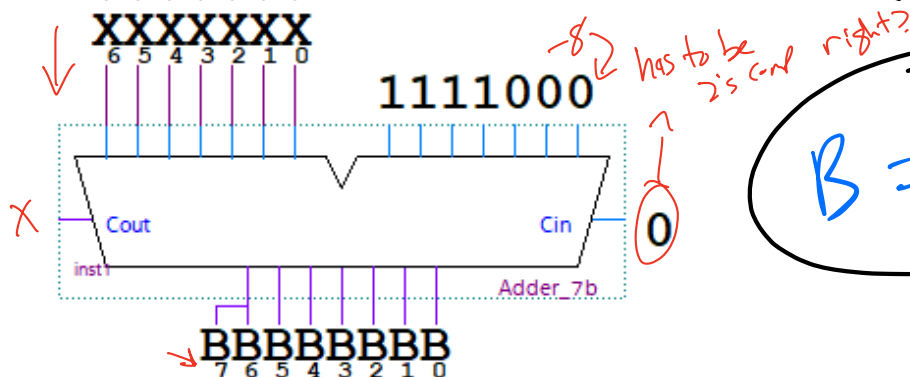 XXXXXXX
6 5 4 3 2 1 0
-8
has to be right?
2's comp
1111000
B =
X
Cout
Cin
0
inst1
Adder_7b
BBBBBBBB
7 6 5 4 3 2 1 0